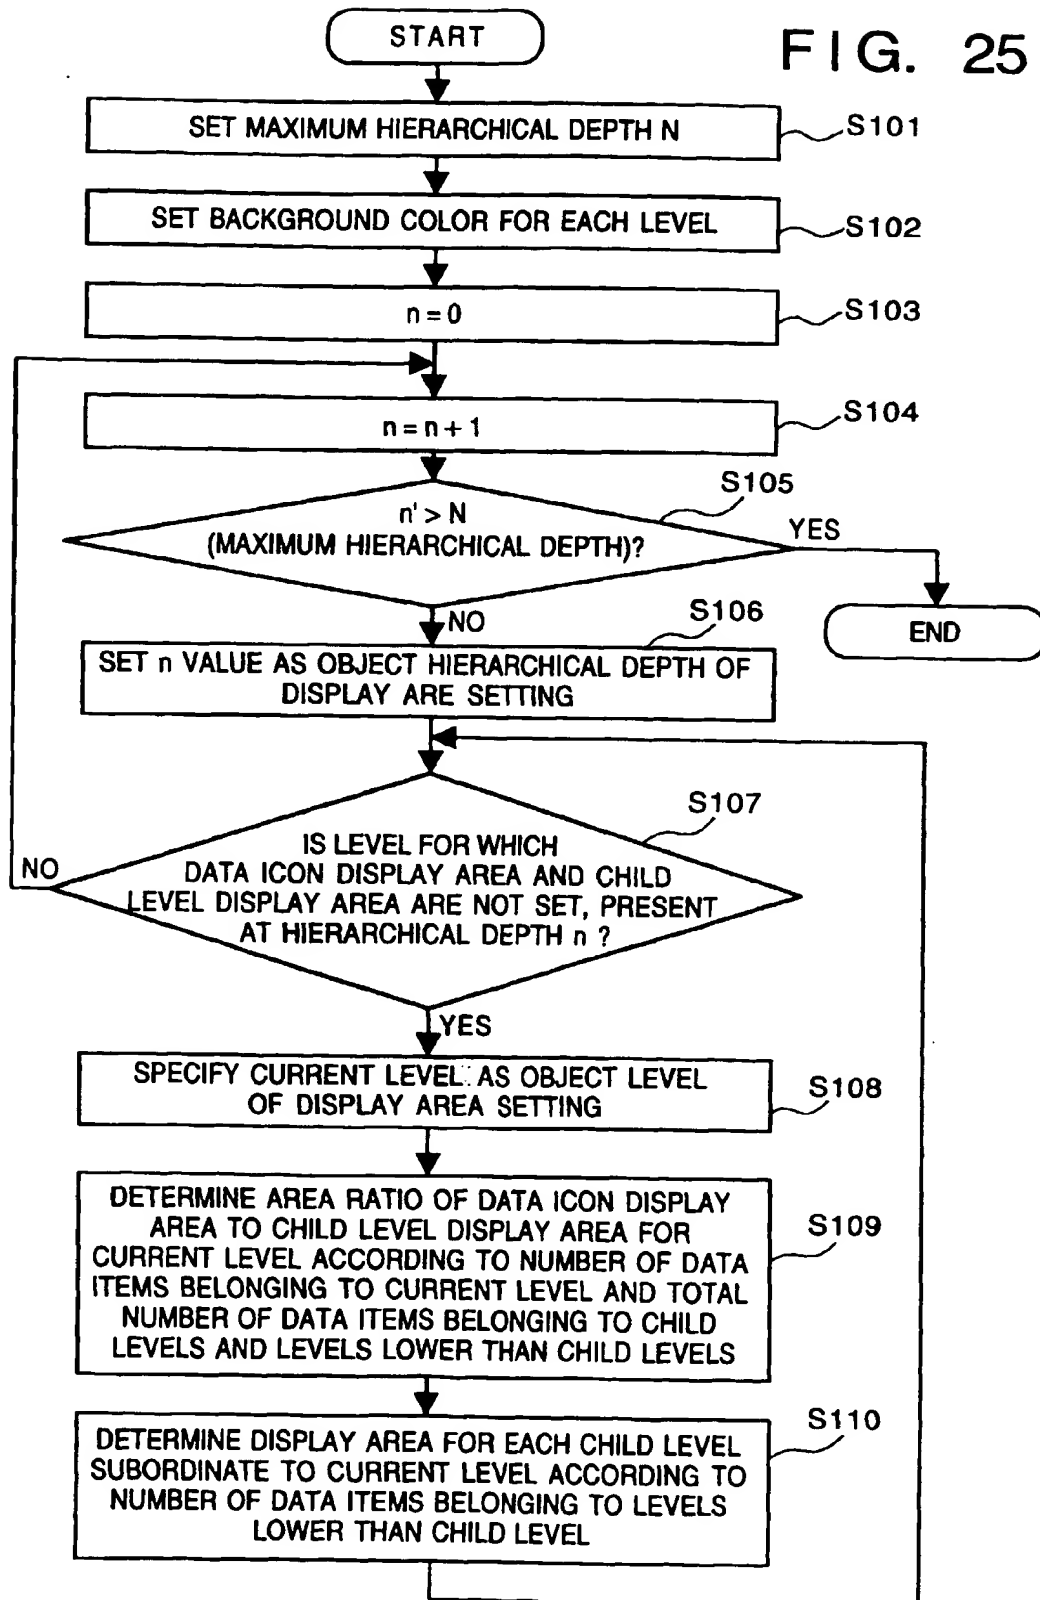 START
FIG. 25
SET MAXIMUM HIERARCHICAL DEPTH N
S101
SET BACKGROUND COLOR FOR EACH LEVEL
S102
n = 0
S103
n = n + 1
S104
S105
n' > N
(MAXIMUM HIERARCHICAL DEPTH)?
YES
END
NO
S106
SET n VALUE AS OBJECT HIERARCHICAL DEPTH OF
DISPLAY ARE SETTING
S107
IS LEVEL FOR WHICH
DATA ICON DISPLAY AREA AND CHILD
LEVEL DISPLAY AREA ARE NOT SET, PRESENT
AT HIERARCHICAL DEPTH n ?
NO
YES
SPECIFY CURRENT LEVEL AS OBJECT LEVEL
OF DISPLAY AREA SETTING
S108
DETERMINE AREA RATIO OF DATA ICON DISPLAY
AREA TO CHILD LEVEL DISPLAY AREA FOR
CURRENT LEVEL ACCORDING TO NUMBER OF DATA
ITEMS BELONGING TO CURRENT LEVEL AND TOTAL
NUMBER OF DATA ITEMS BELONGING TO CHILD
LEVELS AND LEVELS LOWER THAN CHILD LEVELS
S109
DETERMINE DISPLAY AREA FOR EACH CHILD LEVEL
SUBORDINATE TO CURRENT LEVEL ACCORDING TO
NUMBER OF DATA ITEMS BELONGING TO LEVELS
LOWER THAN CHILD LEVEL
S110